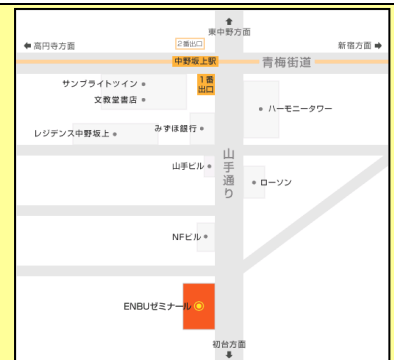 東中野方面
高円寺方面
2番出口
新宿方面
中野坂上駅
青梅街道
サンブライトツイン
1番
出口
文教堂書店
ハーモニータワー
レジデンス中野坂上
みずほ銀行
山手通り
山手ビル
ローソン
NFビル
ENBUゼミナール
初台方面